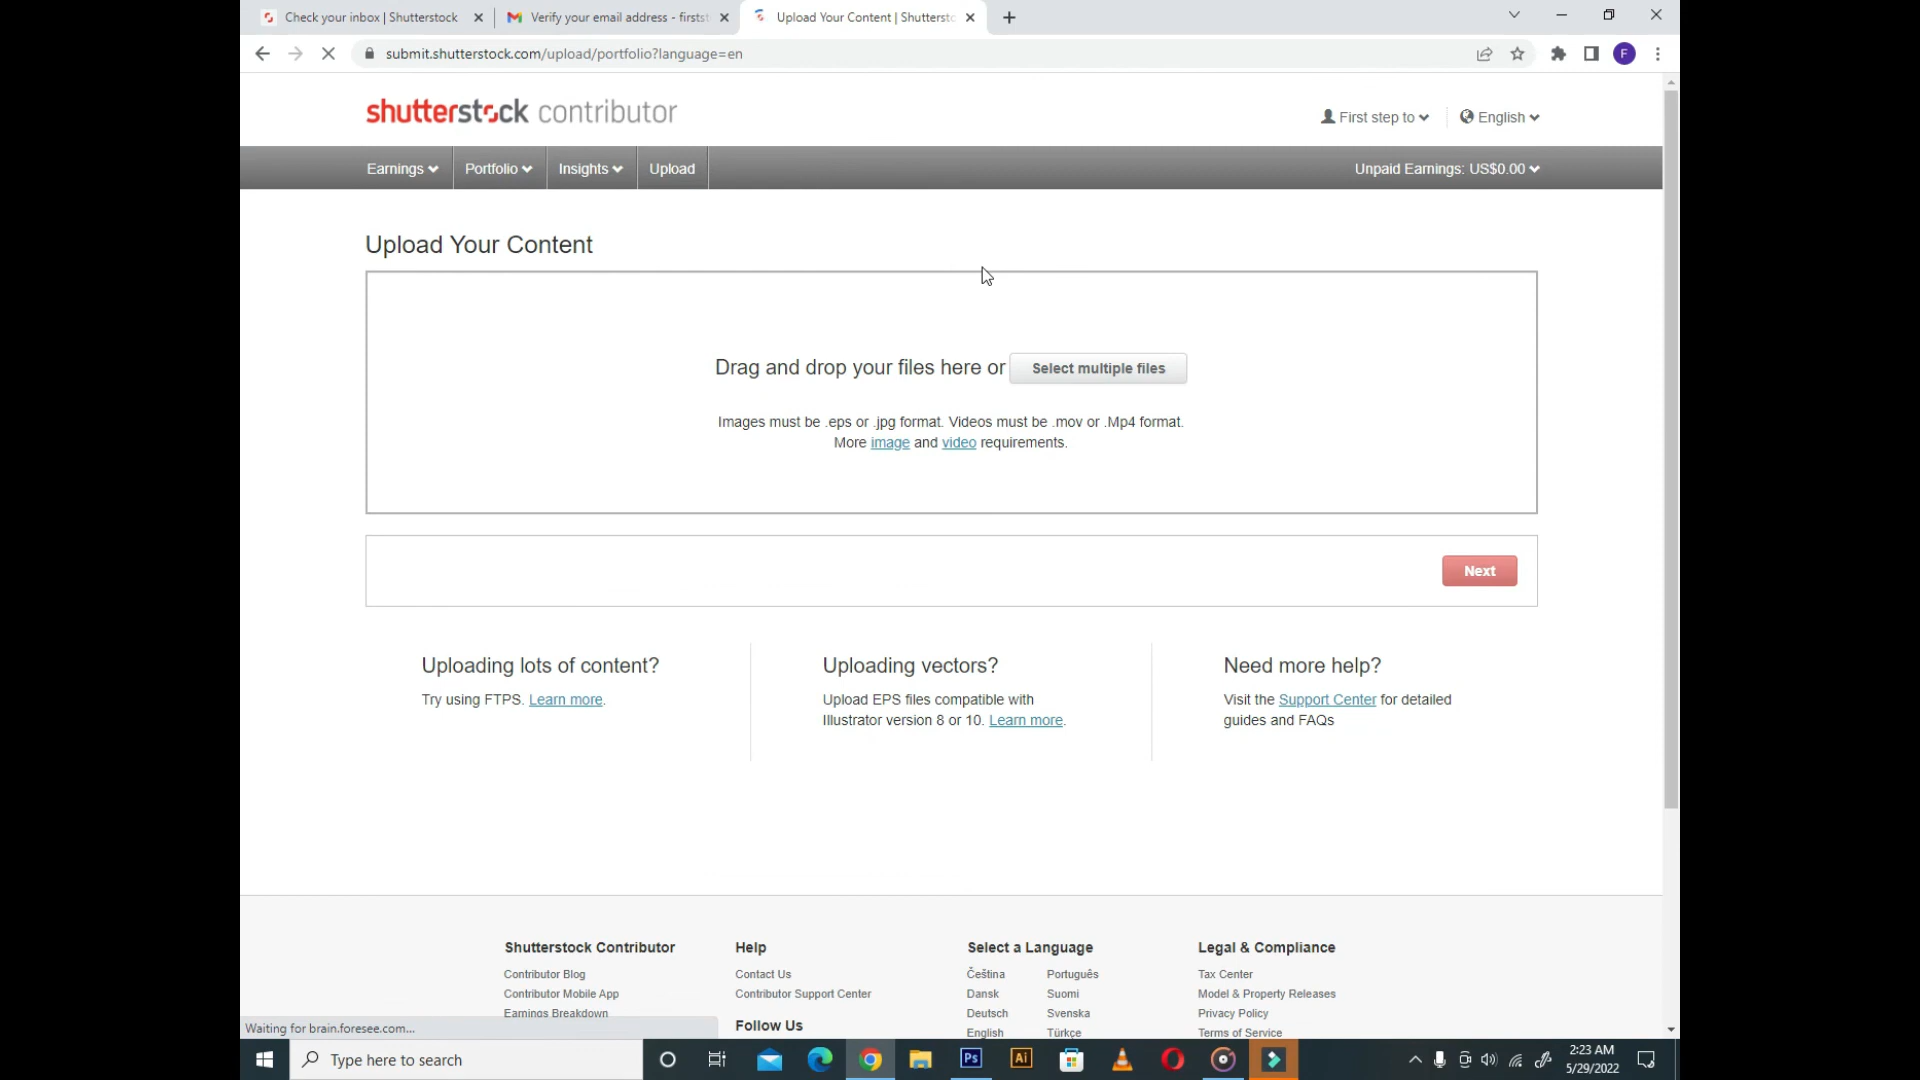 Check your inbox | Shutterstock
Verify your email address - firstst
Upload Your Content | Shuttersto
submit.shutterstock.com/upload/portfolio?language=en
F
shutterstock contributor
First step to
English
Earnings
Portfolio
Insights
Upload
Unpaid Earnings: US$0.00
Upload Your Content
Drag and drop your files here or Select multiple files
Images must be .eps or .jpg format. Videos must be .mov or .Mp4 format.
More image and video requirements.
Next
Uploading lots of content?
Try using FTPS. Learn more.
Uploading vectors?
Upload EPS files compatible with
Illustrator version 8 or 10. Learn more.
Need more help?
Visit the Support Center for detailed
guides and FAQs
Shutterstock Contributor
Contributor Blog
Contributor Mobile App
Earnings Breakdown
Help
Contact Us
Contributor Support Center
Follow Us
Select a Language
Čeština
Português
Dansk
Suomi
Deutsch
Svenska
English
Türkçe
Legal & Compliance
Tax Center
Model & Property Releases
Privacy Policy
Terms of Service
Waiting for brain.foresee.com...
Type here to search
Ps
Ai
2:23 AM
5/29/2022